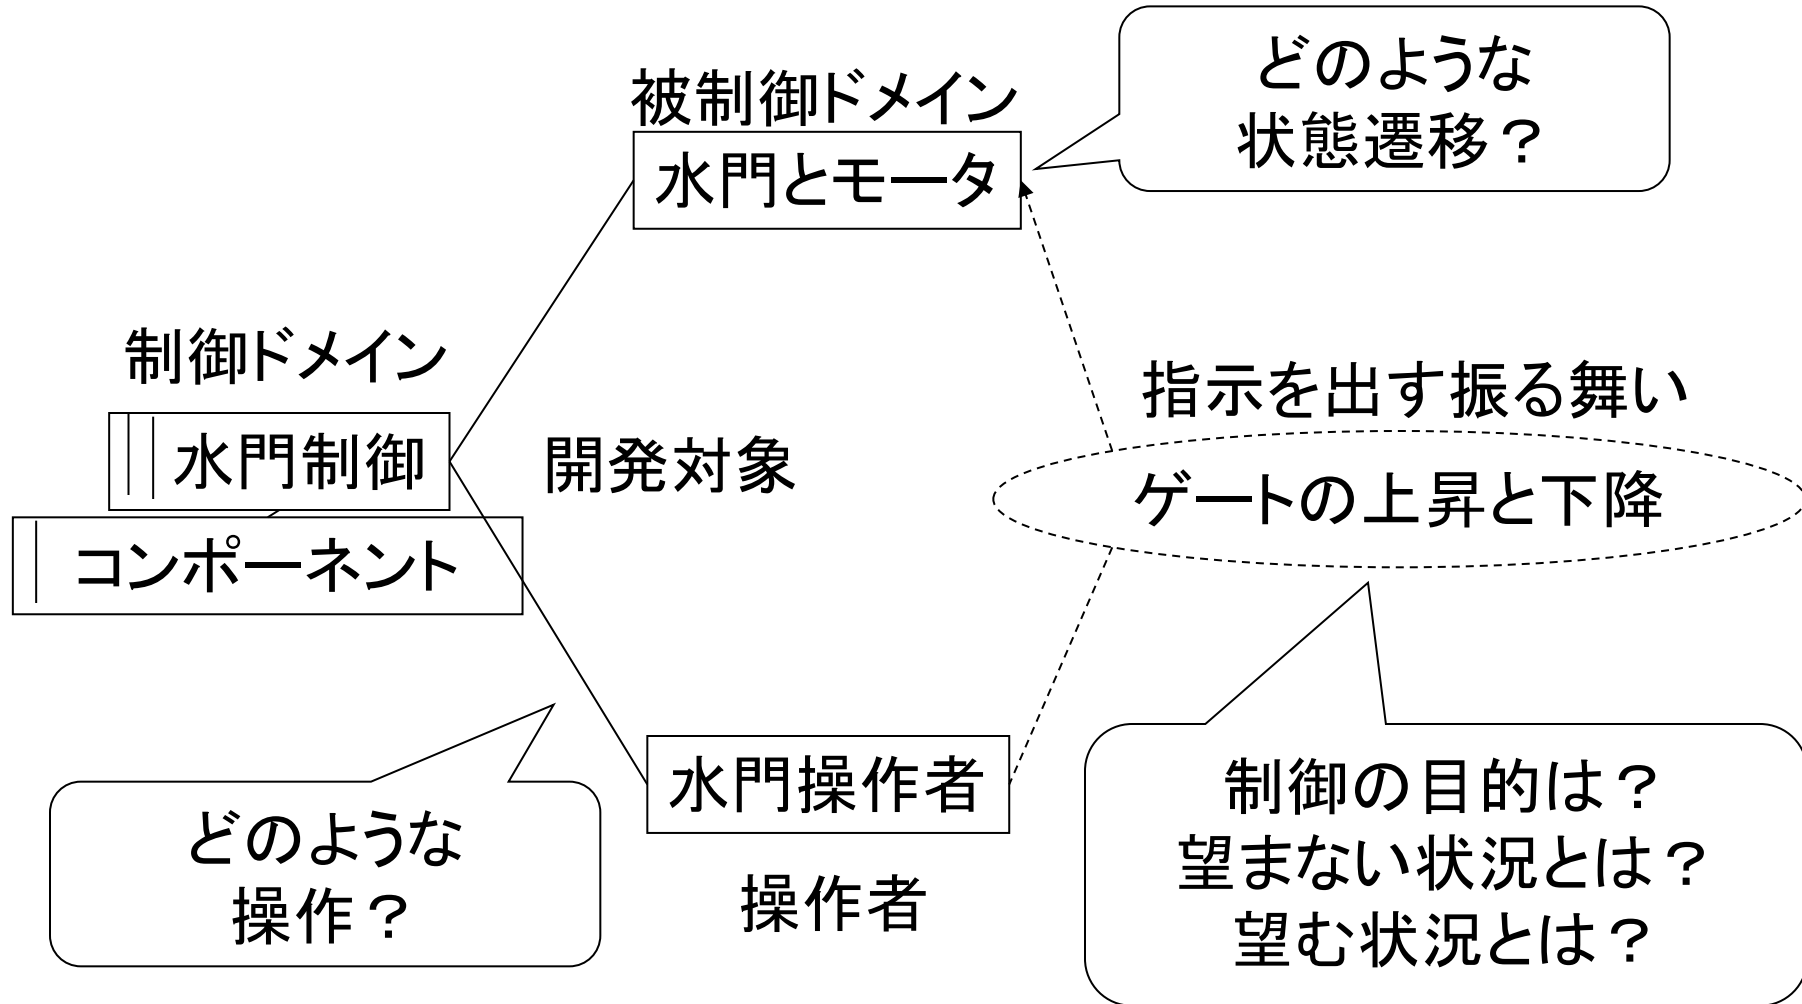 どのような
状態遷移？
被制御ドメイン
水門とモータ
制御ドメイン
水門制御
コンポーネント
開発対象
指示を出す振る舞い
ゲートの上昇と下降
水門操作者
操作者
どのような
操作？
制御の目的は？
望まない状況とは？
望む状況とは？